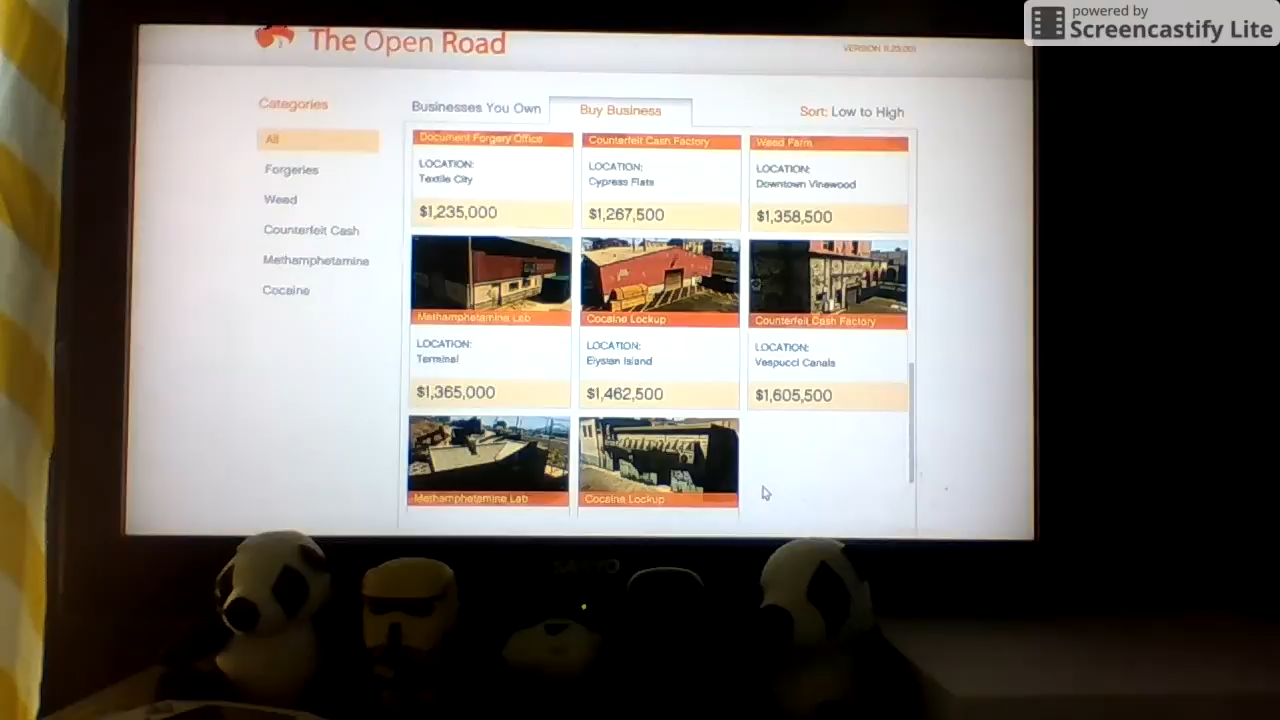 powered by
Screencastify Lite
The Open Road
Categories
Businesses You Own
Buy Business
Sort: Low to High
All
Forgeries
Weed
Counterfeit Cash
Methamphetamine
Cocaine
Document Forgery Office
LOCATION:
Textile City
$1,235,000
Counterfeit Cash Factory
LOCATION:
Cypress Flats
$1,267,500
Weed Farm
LOCATION:
Downtown Vinewood
$1,358,500
Methamphetamine Lab
LOCATION:
Terminal
$1,365,000
Cocaine Lockup
LOCATION:
Elysian Island
$1,462,500
Counterfeit Cash Factory
LOCATION:
Vespucci Canals
$1,605,500
Methamphetamine Lab
Cocaine Lockup
SANYO